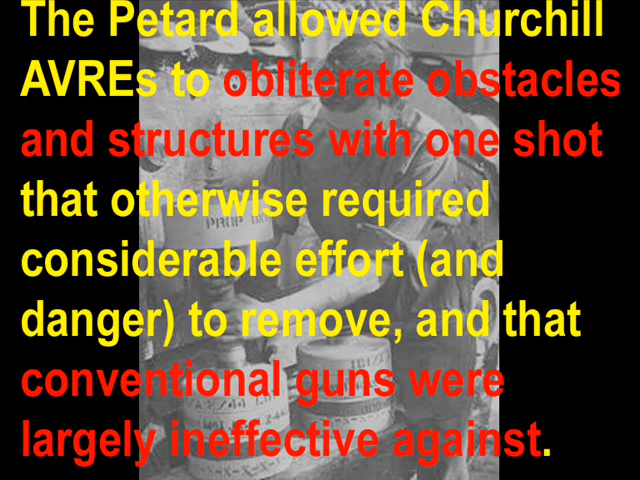 The Petard allowed Churchill
AVREs to obliterate obstacles
and structures with one shot
that otherwise required
considerable effort (and
danger) to remove, and that
conventional guns were
largely ineffective against.
PROP